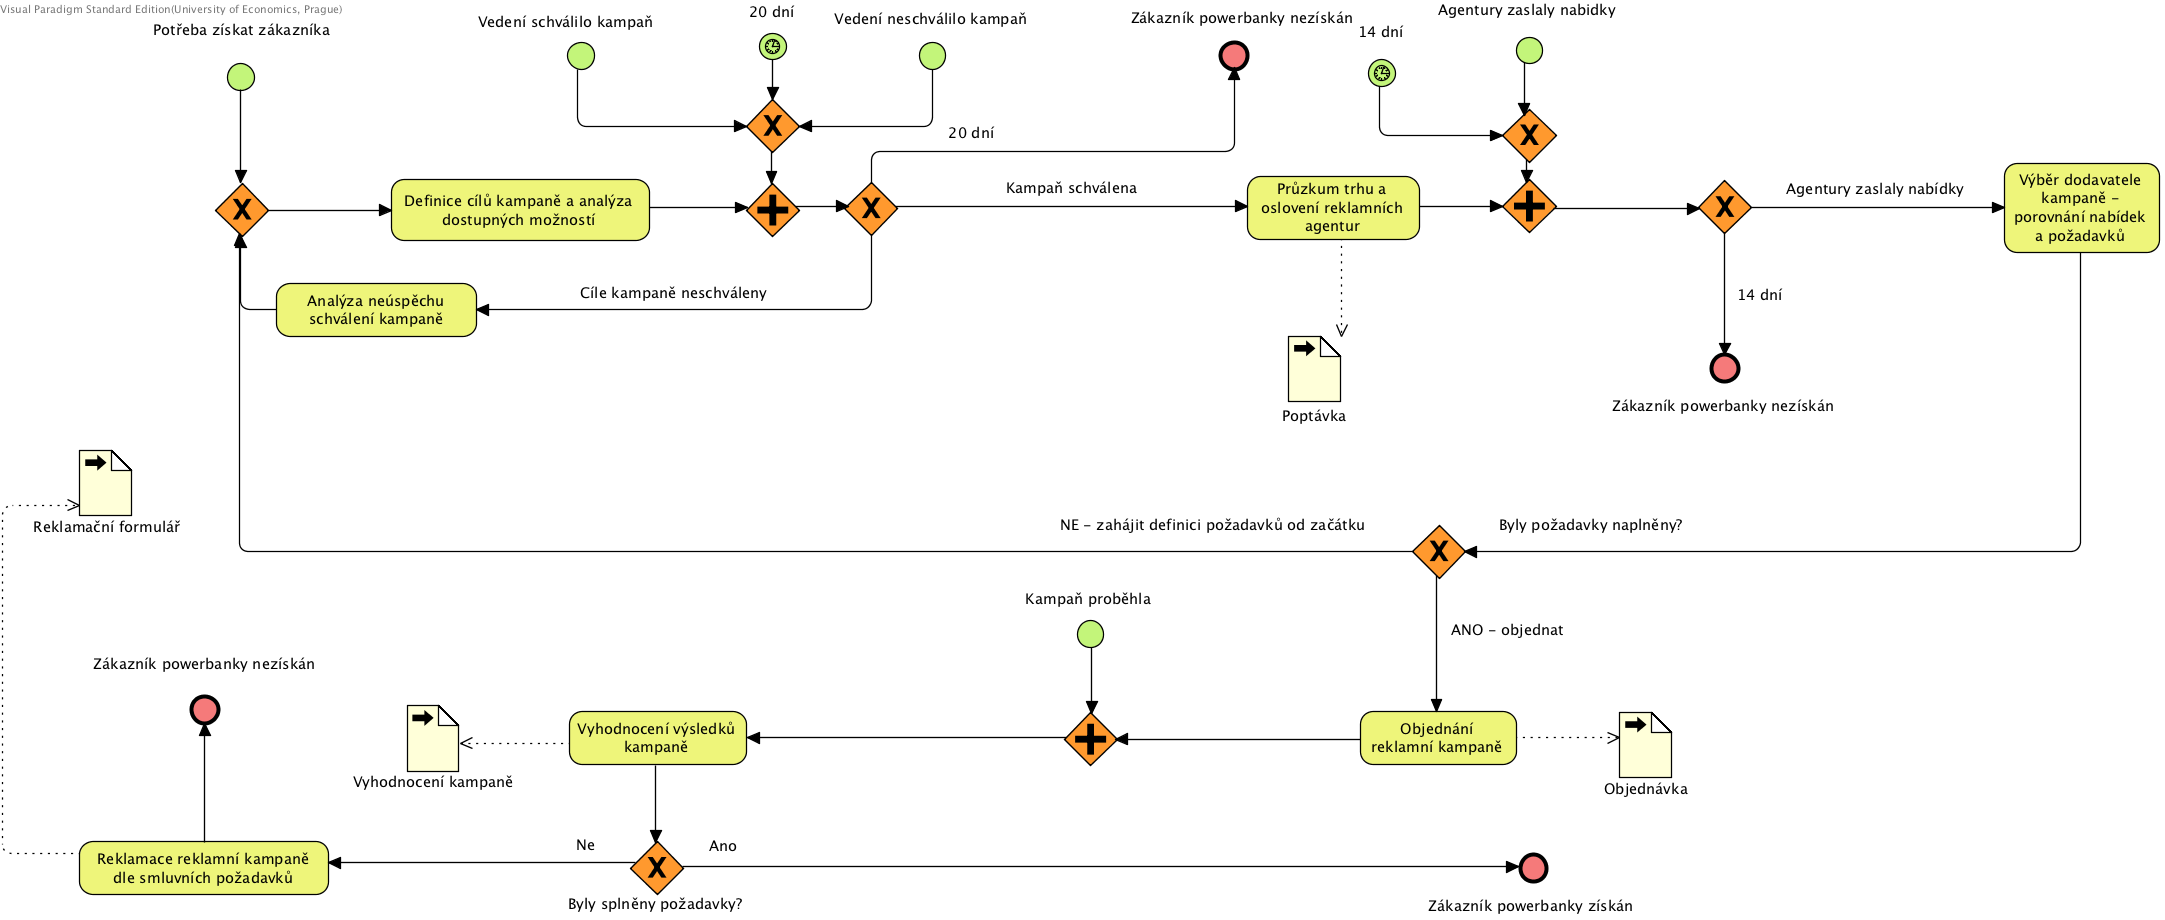 Visual Paradigm Standard Edition(University of Economics, Prague)
Potřeba získat zákazníka
Vedení schválilo kampaň
20 dní
Vedení neschválilo kampaň
Zákazník powerbanky nezískán
14 dní
Agentury zaslaly nabidky
20 dní
Definice cílů kampaně a analýza
dostupných možností
Kampaň schválena
Průzkum trhu a
oslovení reklamních
agentur
Agentury zaslaly nabídky
Výběr dodavatele
kampaně –
porovnání nabídek
a požadavků
Analýza neúspěchu
schválení kampaně
Cíle kampaně neschváleny
14 dní
Poptávka
Zákazník powerbanky nezískán
Reklamační formulář
NE – zahájit definici požadavků od začátku
Byly požadavky naplněny?
Kampaň proběhla
ANO – objednat
Zákazník powerbanky nezískán
Vyhodnocení kampaně
Vyhodnocení výsledků
kampaně
Objednání
reklamní kampaně
Objednávka
Reklamace reklamní kampaně
dle smluvních požadavků
Ne
Ano
Byly splněny požadavky?
Zákazník powerbanky získán